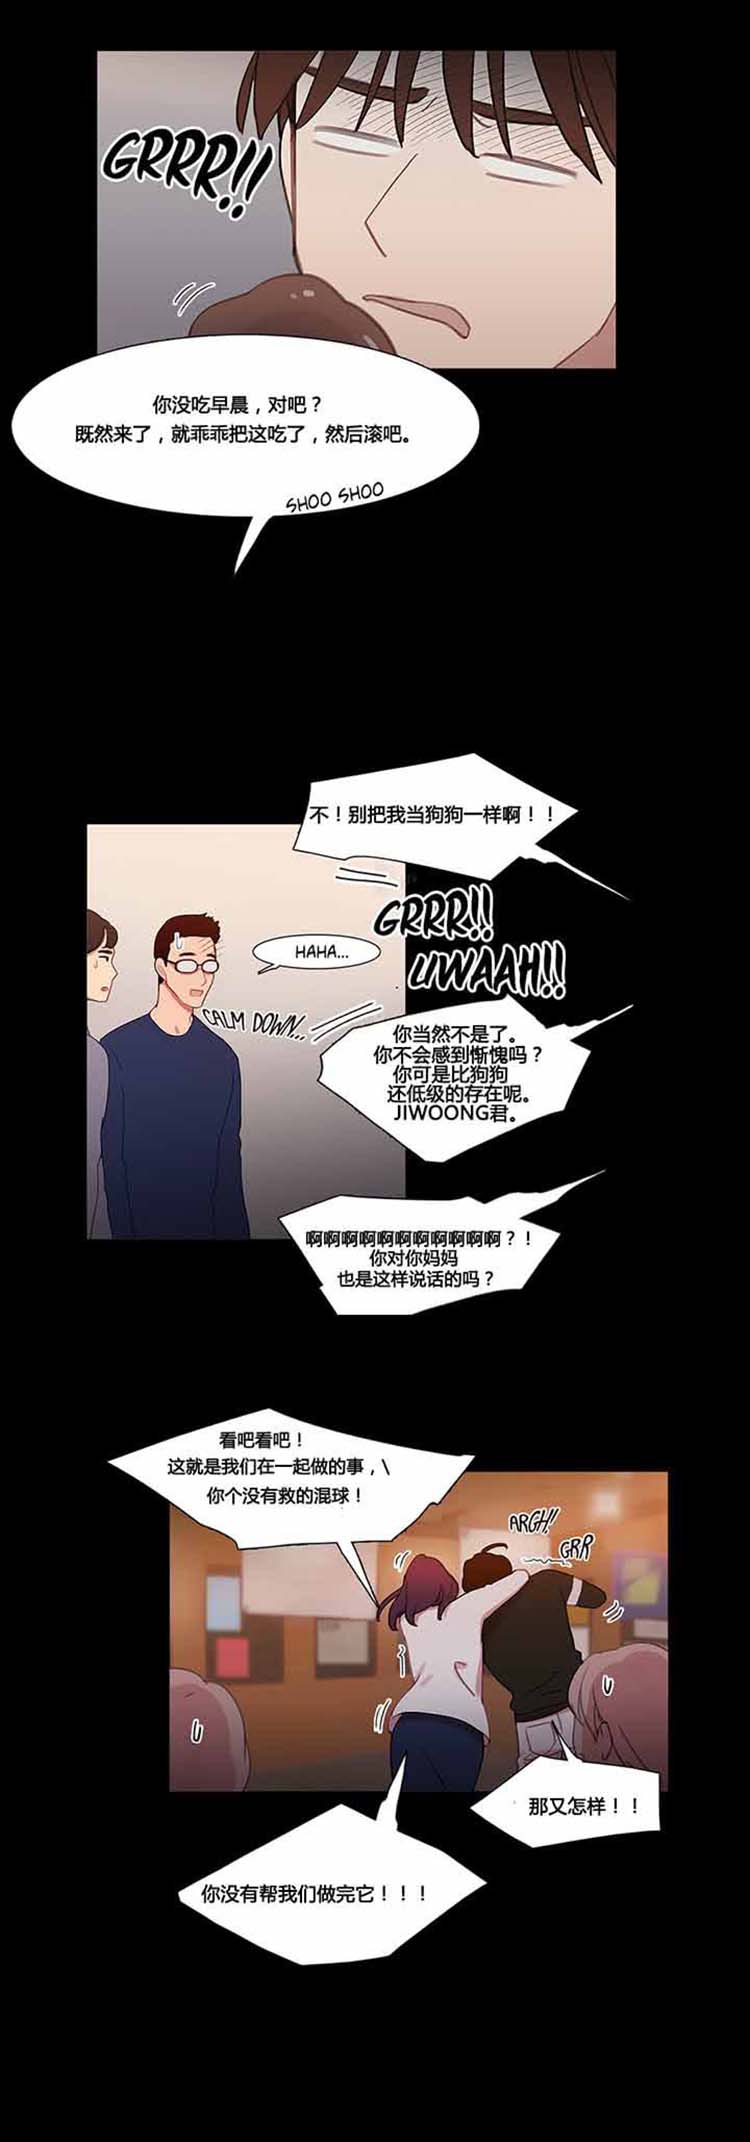 GRRR!!
你没吃早晨，对吧？
既然来了，就乖乖把这吃了，然后滚吧。
SHOO SHOO
不！别把我当狗狗一样啊！！
GRRR!!
UWAAH!!
HAHA...
CALM DOWN...
你当然不是了。
你不会感到惭愧吗？
你可是比狗狗
还低级的存在呢。
JIWOONG君。
啊啊啊啊啊啊啊啊啊啊啊？！
你对你妈妈
也是这样说话的吗？
看吧看吧！
这就是我们在一起做的事，\
你个没有救的混球！
ARGH!!
GRR
那又怎样！！
你没有帮我们做完它！！！